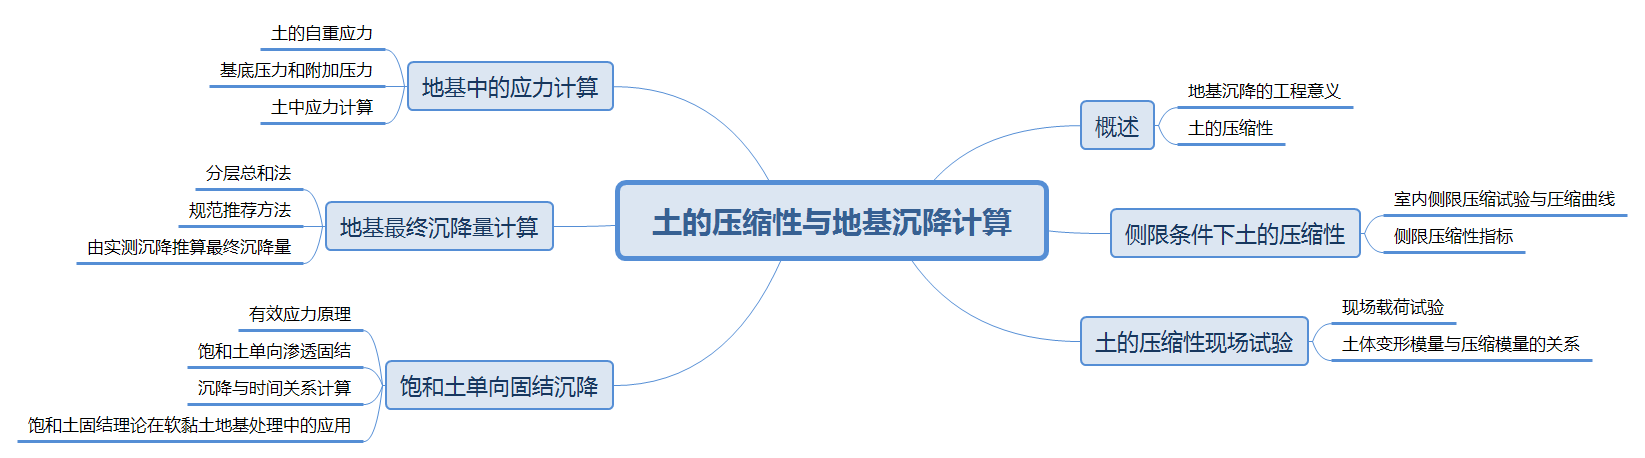 土的压缩性与地基沉降计算
概述
地基沉降的工程意义
土的压缩性
侧限条件下土的压缩性
室内侧限压缩试验与压缩曲线
侧限压缩性指标
土的压缩性现场试验
现场载荷试验
土体变形模量与压缩模量的关系
地基中的应力计算
土的自重应力
基底压力和附加压力
土中应力计算
地基最终沉降量计算
分层总和法
规范推荐方法
由实测沉降推算最终沉降量
饱和土单向固结沉降
有效应力原理
饱和土单向渗透固结
沉降与时间关系计算
饱和土固结理论在软黏土地基处理中的应用